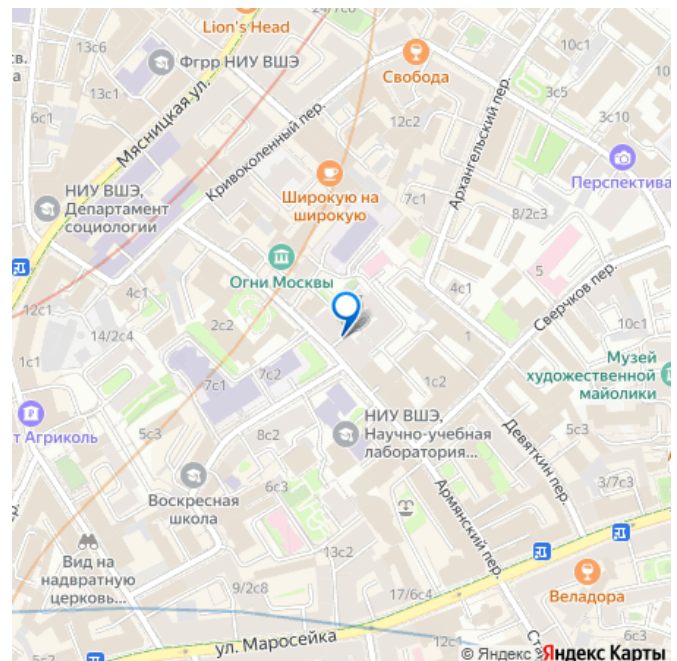 24/7с6
Lion's Head
13с6
Фгрр НИУ ВШЭ
10с1
св.
13с1
Свобода
3с5
6с1
Мясницкая ул.
3с10
12с2
Кривоколенный пер.
Архангельский пер.
НИУ ВШЭ,
Департамент
социологии
Широкую на
широкую
7с1
Перспектива
8/2с3
Огни Москвы
5
Сверчков пер.
12с1
4с1
4с1
10с1
14/2с4
2с2
1
1с1
Музей
художественной
майолики
7с1
7с2
1с2
т Агриколь
5с3
8с2
НИУ ВШЭ,
Научно-учебная
лаборатория...
Девяткин пер.
5с3
Воскресная
школа
6с3
Армянский пер.
3/7с3
13с2
Вид на
надвратную
церковь...
9/2с8
17/6с4
Веладора
ул. Маросейка
12с1
Ста
© Яндекс Яндекс Карты